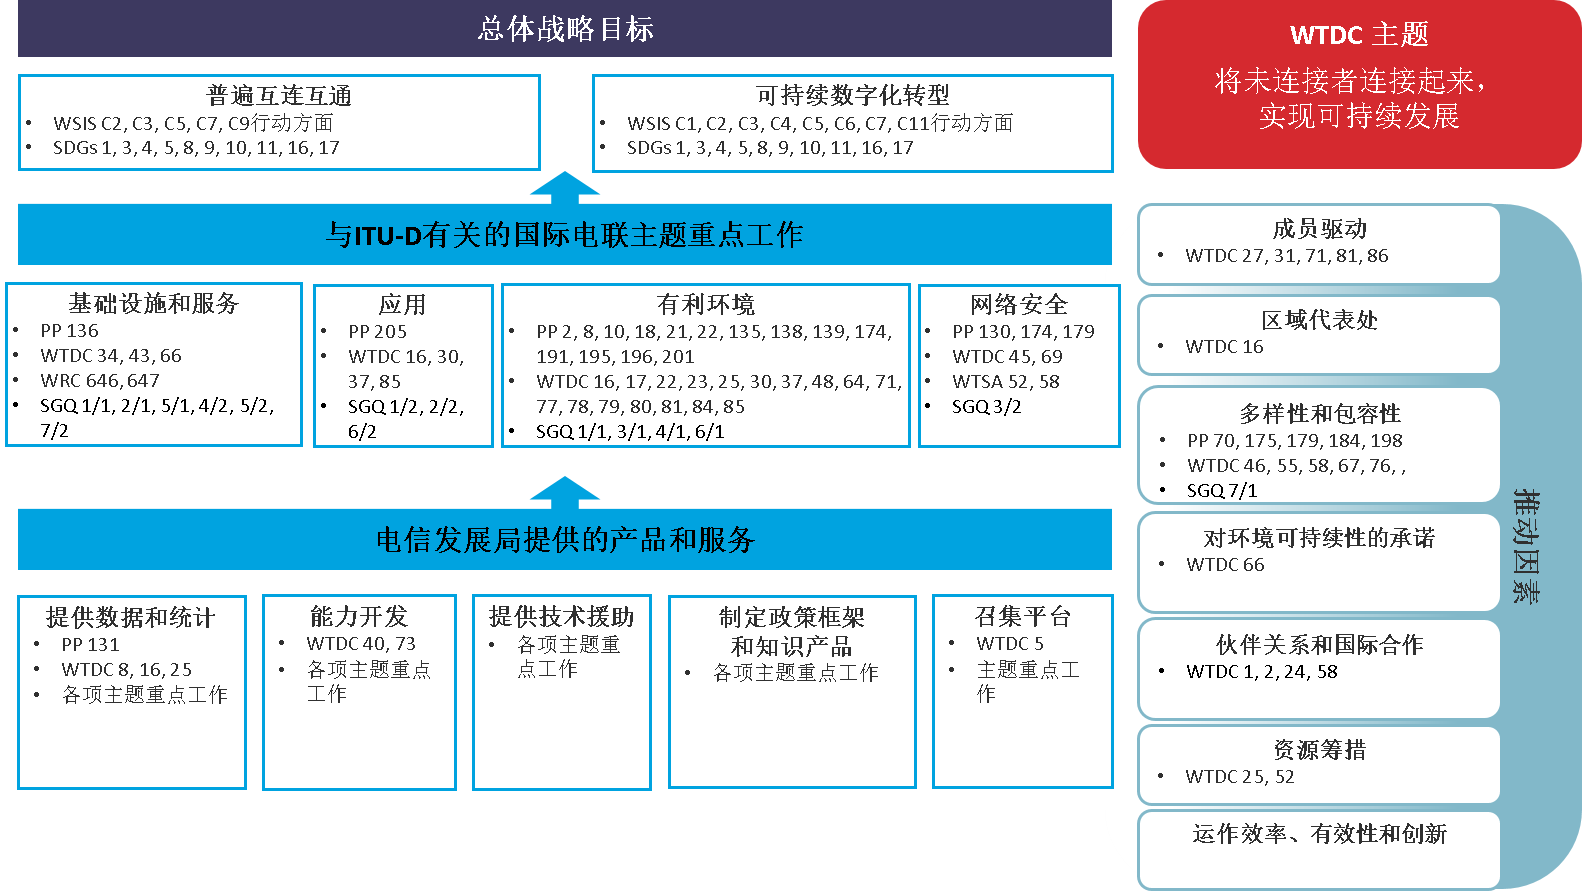 总体战略目标
普遍互连互通
• WSIS C2, C3, C5, C7, C9行动方面
• SDGs 1, 3, 4, 5, 8, 9, 10, 11, 16, 17
可持续数字化转型
• WSIS C1, C2, C3, C4, C5, C6, C7, C11行动方面
• SDGs 1, 3, 4, 5, 8, 9, 10, 11, 16, 17
与ITU-D有关的国际电联主题重点工作
基础设施和服务
• PP 136
• WTDC 34, 43, 66
• WRC 646, 647
• SGQ 1/1, 2/1, 5/1, 4/2, 5/2,
7/2
应用
• PP 205
• WTDC 16, 30,
37, 85
• SGQ 1/2, 2/2,
6/2
有利环境
• PP 2, 8, 10, 18, 21, 22, 135, 138, 139, 174,
191, 195, 196, 201
• WTDC 16, 17, 22, 23, 25, 30, 37, 48, 64, 71,
77, 78, 79, 80, 81, 84, 85
• SGQ 1/1, 3/1, 4/1, 6/1
网络安全
• PP 130, 174, 179
• WTDC 45, 69
• WTSA 52, 58
• SGQ 3/2
电信发展局提供的产品和服务
提供数据和统计
• PP 131
• WTDC 8, 16, 25
• 各项主题重点工作
能力开发
• WTDC 40, 73
• 各项主题重点
工作
提供技术援助
• 各项主题重
点工作
制定政策框架
和知识产品
• 各项主题重点工作
召集平台
• WTDC 5
• 主题重点工
作
WTDC 主题
将未连接者连接起来，
实现可持续发展
成员驱动
• WTDC 27, 31, 71, 81, 86
区域代表处
• WTDC 16
多样性和包容性
• PP 70, 175, 179, 184, 198
• WTDC 46, 55, 58, 67, 76, ,
• SGQ 7/1
对环境可持续性的承诺
• WTDC 66
伙伴关系和国际合作
• WTDC 1, 2, 24, 58
资源筹措
• WTDC 25, 52
运作效率、有效性和创新
推动因素